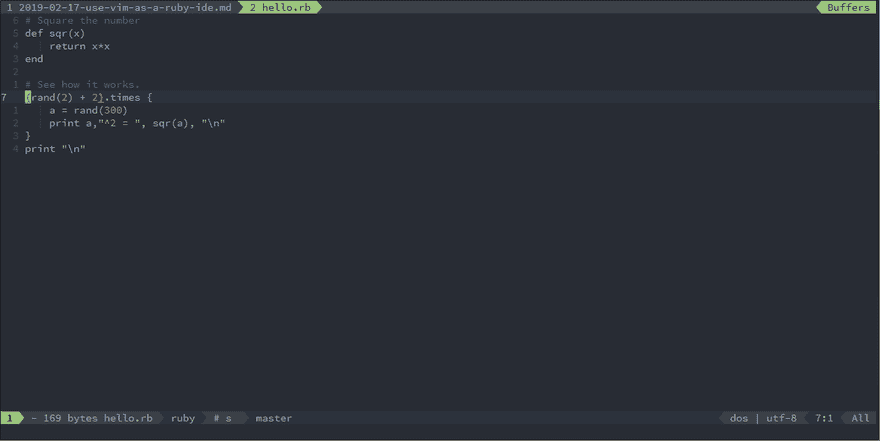 1 2019-02-17-use-vim-as-a-ruby-ide.md 2 hello.rb Buffers
6 # Square the number
5 def sqr(x)
4 return x*x
3 end
2
1 # See how it works.
7 {rand(2) + 2}.times {
1 a = rand(300)
2 print a,"^2 = ", sqr(a), "\n"
3 }
4 print "\n"
1 - 169 bytes hello.rb ruby # s master dos | utf-8 7:1 All